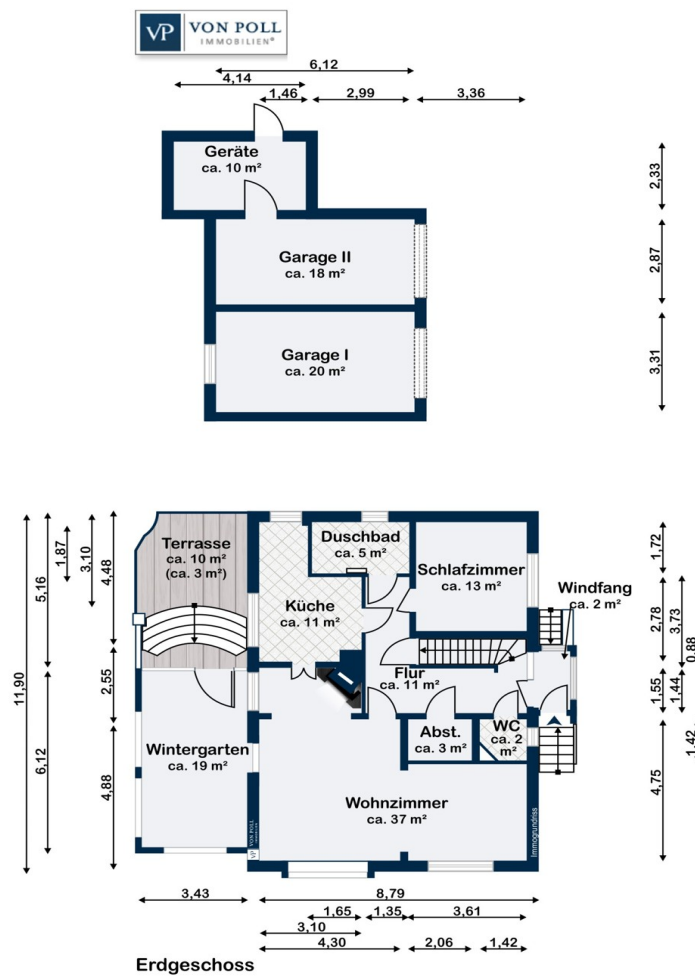 VP VON POLL
IMMOBILIEN®
6,12
4,14
1,46
2,99
3,36
Geräte
ca. 10 m²
2,33
Garage II
ca. 18 m²
2,87
Garage I
ca. 20 m²
3,31
11,90
5,16
1,87
3,10
4,48
Terrasse
ca. 10 m²
(ca. 3 m²)
Duschbad
ca. 5 m²
Schlafzimmer
ca. 13 m²
Windfang
ca. 2 m²
Küche
ca. 11 m²
1,72
2,78
3,73
0,88
Flur
ca. 11 m²
2,55
1,55
1,44
1,42
6,12
4,88
Wintergarten
ca. 19 m²
Abst.
ca. 3 m²
WC
ca. 2
m²
4,75
Wohnzimmer
ca. 37 m²
VP VON POLL
Immogrundriss
3,43
8,79
1,65
1,35
3,61
3,10
4,30
2,06
1,42
Erdgeschoss